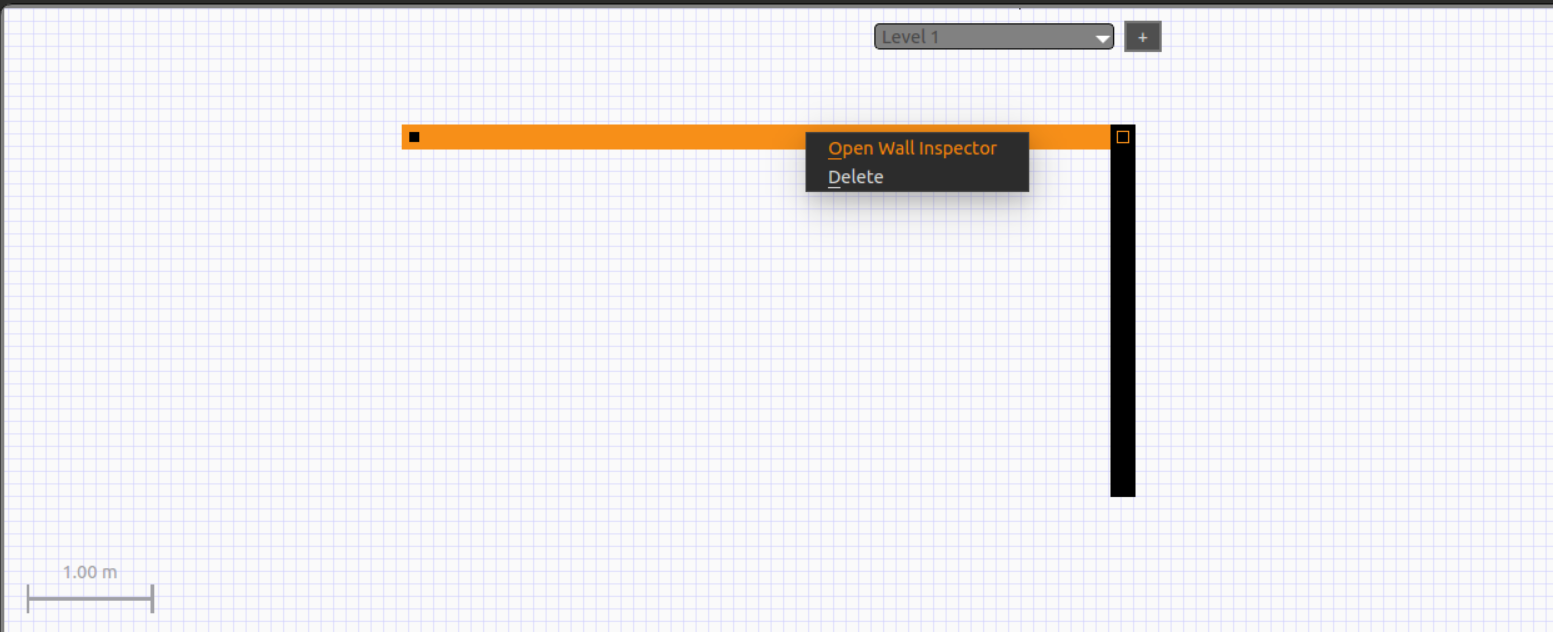 Level 1
+
Open Wall Inspector
Delete
1.00 m